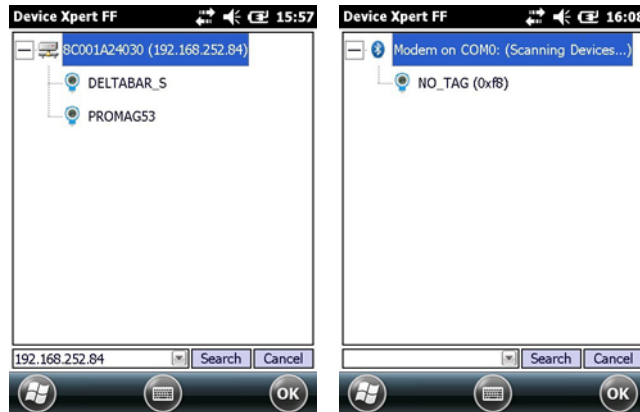 Device Xpert FF 15:57
8C001A24030 (192.168.252.84)
DELTABAR_S
PROMAG53
192.168.252.84 Search Cancel
OK
Device Xpert FF 16:08
Modem on COM0: (Scanning Devices...)
NO_TAG (0xf8)
Search Cancel
OK